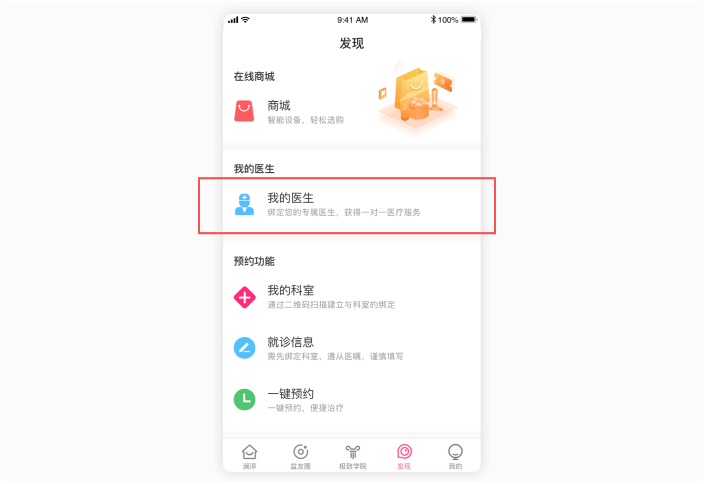 9:41 AM
100%
发现
在线商城
商城
智能设备，轻松选购
我的医生
我的医生
绑定您的专属医生，获得一对一医疗服务
预约功能
我的科室
通过二维码扫描建立与科室的绑定
就诊信息
需先绑定科室，遵从医嘱，谨慎填写
一键预约
一键预约，便捷治疗
澜渟
盆友圈
极致学院
发现
我的